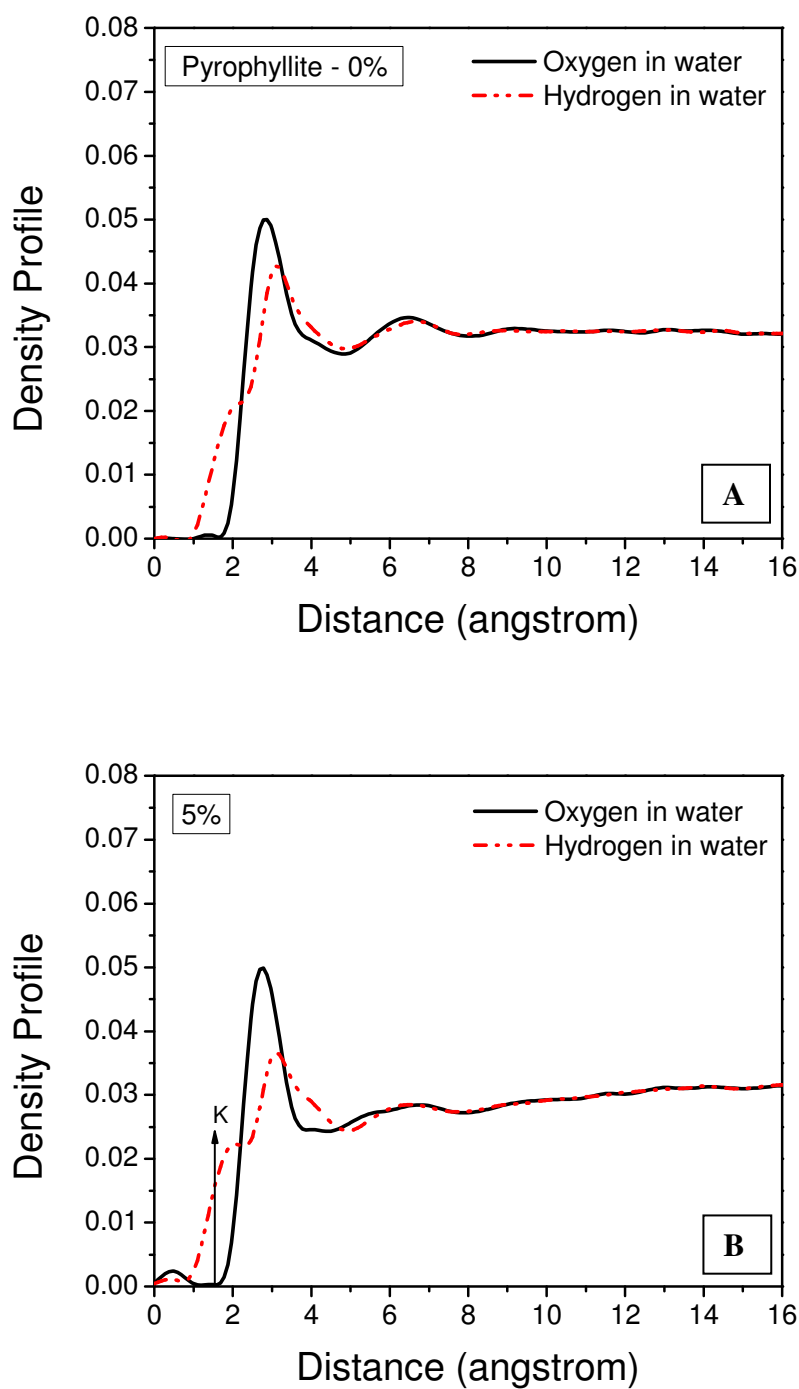 0.08
Pyrophyllite - 0%
Oxygen in water
Hydrogen in water
0.07
0.06
0.05
0.04
0.03
0.02
0.01
0.00
Density Profile
A
0 2 4 6 8 10 12 14 16
Distance (angstrom)
0.08
5%
Oxygen in water
Hydrogen in water
0.07
0.06
0.05
0.04
0.03
0.02
0.01
0.00
Density Profile
K
B
0 2 4 6 8 10 12 14 16
Distance (angstrom)